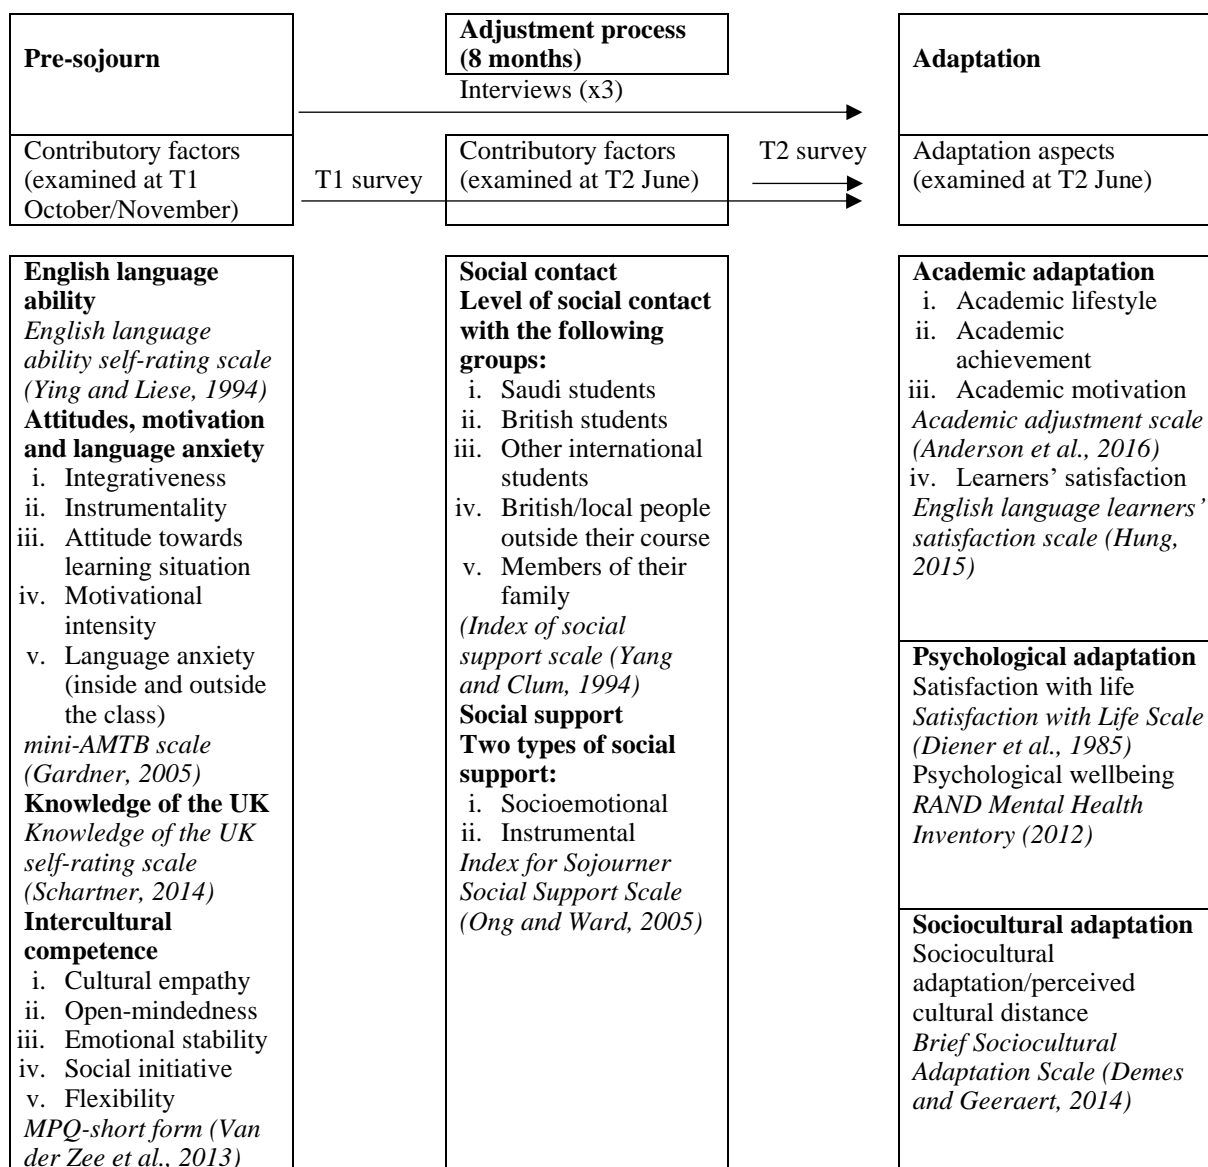 Pre-sojourn
Adjustment process
(8 months)
Interviews (x3)
Adaptation
Contributory factors
(examined at T1
October/November)
T1 survey
Contributory factors
(examined at T2 June)
T2 survey
Adaptation aspects
(examined at T2 June)
English language
ability
English language
ability self-rating scale
(Ying and Liese, 1994)
Attitudes, motivation
and language anxiety
i. Integrativeness
ii. Instrumentality
iii. Attitude towards
learning situation
iv. Motivational
intensity
v. Language anxiety
(inside and outside
the class)
mini-AMTB scale
(Gardner, 2005)
Knowledge of the UK
Knowledge of the UK
self-rating scale
(Schartner, 2014)
Intercultural
competence
i. Cultural empathy
ii. Open-mindedness
iii. Emotional stability
iv. Social initiative
v. Flexibility
MPQ-short form (Van
der Zee et al., 2013)
Social contact
Level of social contact
with the following
groups:
i. Saudi students
ii. British students
iii. Other international
students
iv. British/local people
outside their course
v. Members of their
family
(Index of social
support scale (Yang
and Clum, 1994)
Social support
Two types of social
support:
i. Socioemotional
ii. Instrumental
Index for Sojourner
Social Support Scale
(Ong and Ward, 2005)
Academic adaptation
i. Academic lifestyle
ii. Academic
achievement
iii. Academic motivation
Academic adjustment scale
(Anderson et al., 2016)
iv. Learners’ satisfaction
English language learners’
satisfaction scale (Hung,
2015)
Psychological adaptation
Satisfaction with life
Satisfaction with Life Scale
(Diener et al., 1985)
Psychological wellbeing
RAND Mental Health
Inventory (2012)
Sociocultural adaptation
Sociocultural
adaptation/perceived
cultural distance
Brief Sociocultural
Adaptation Scale (Demes
and Geeraert, 2014)